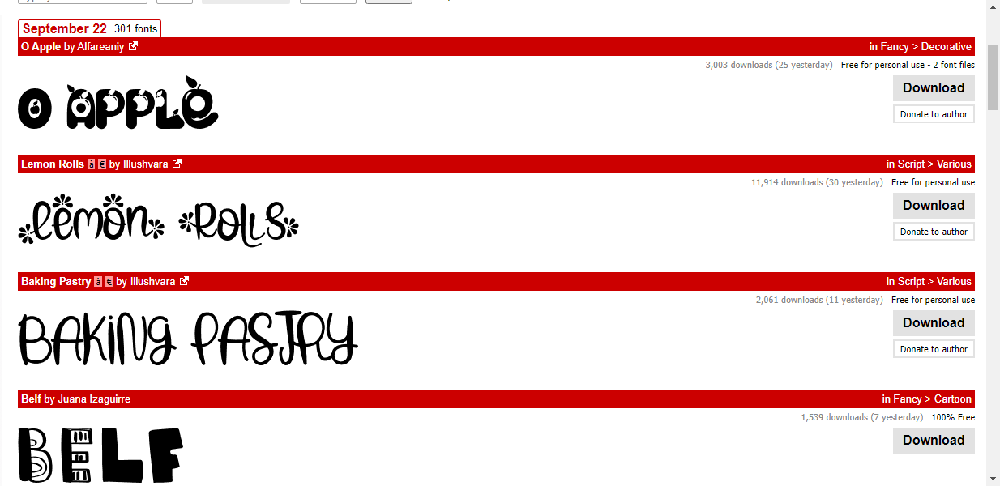 September 22 301 fonts
O Apple by Alfareaniy in Fancy > Decorative
3,003 downloads (25 yesterday) Free for personal use - 2 font files
O APPLE
Download
Donate to author
Lemon Rolls à € by Illushvara in Script > Various
11,914 downloads (30 yesterday) Free for personal use
LEMON ROLLS
Download
Donate to author
Baking Pastry à € by Illushvara in Script > Various
2,061 downloads (11 yesterday) Free for personal use
BAKING PASTRY
Download
Donate to author
Belf by Juana Izaguirre in Fancy > Cartoon
1,539 downloads (7 yesterday) 100% Free
BELF
Download